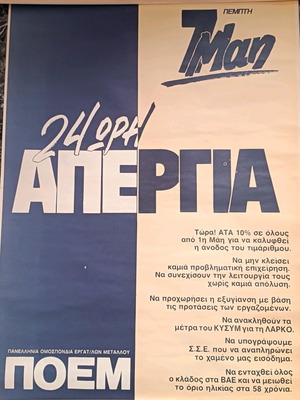 ΠΕΜΠΤΗ
7 Μαη
24 ΩΡΗ
ΑΠΕΡΓΙΑ
Τώρα! ΑΤΑ 10% σε όλους
από 1η Μάη για να καλυφθεί
η άνοδος του τιμάριθμου.
Να μην κλείσει
καμιά προβληματική επιχείρηση.
Να συνεχίσουν την λειτουργία τους
χωρίς καμιά απόλυση.
Να προχωρήσει η εξυγίανση με βάση
τις προτάσεις των εργαζομένων.
Να ανακληθούν τα
μέτρα του ΚΥΣΥΜ για τη ΛΑΡΚΟ.
Να υπογράψουμε
Σ.Σ.Ε. που να αναπληρώνει
το χαμένο μας εισόδημα.
Να ενταχθεί όλος
ο κλάδος στα ΒΑΕ και να μειωθεί
το όριο ηλικίας στα 58 χρόνια.
ΠΑΝΕΛΛΗΝΙΑ ΟΜΟΣΠΟΝΔΙΑ ΕΡΓΑΤ/ΛΩΝ ΜΕΤΑΛΛΟΥ
ΠΟΕΜ